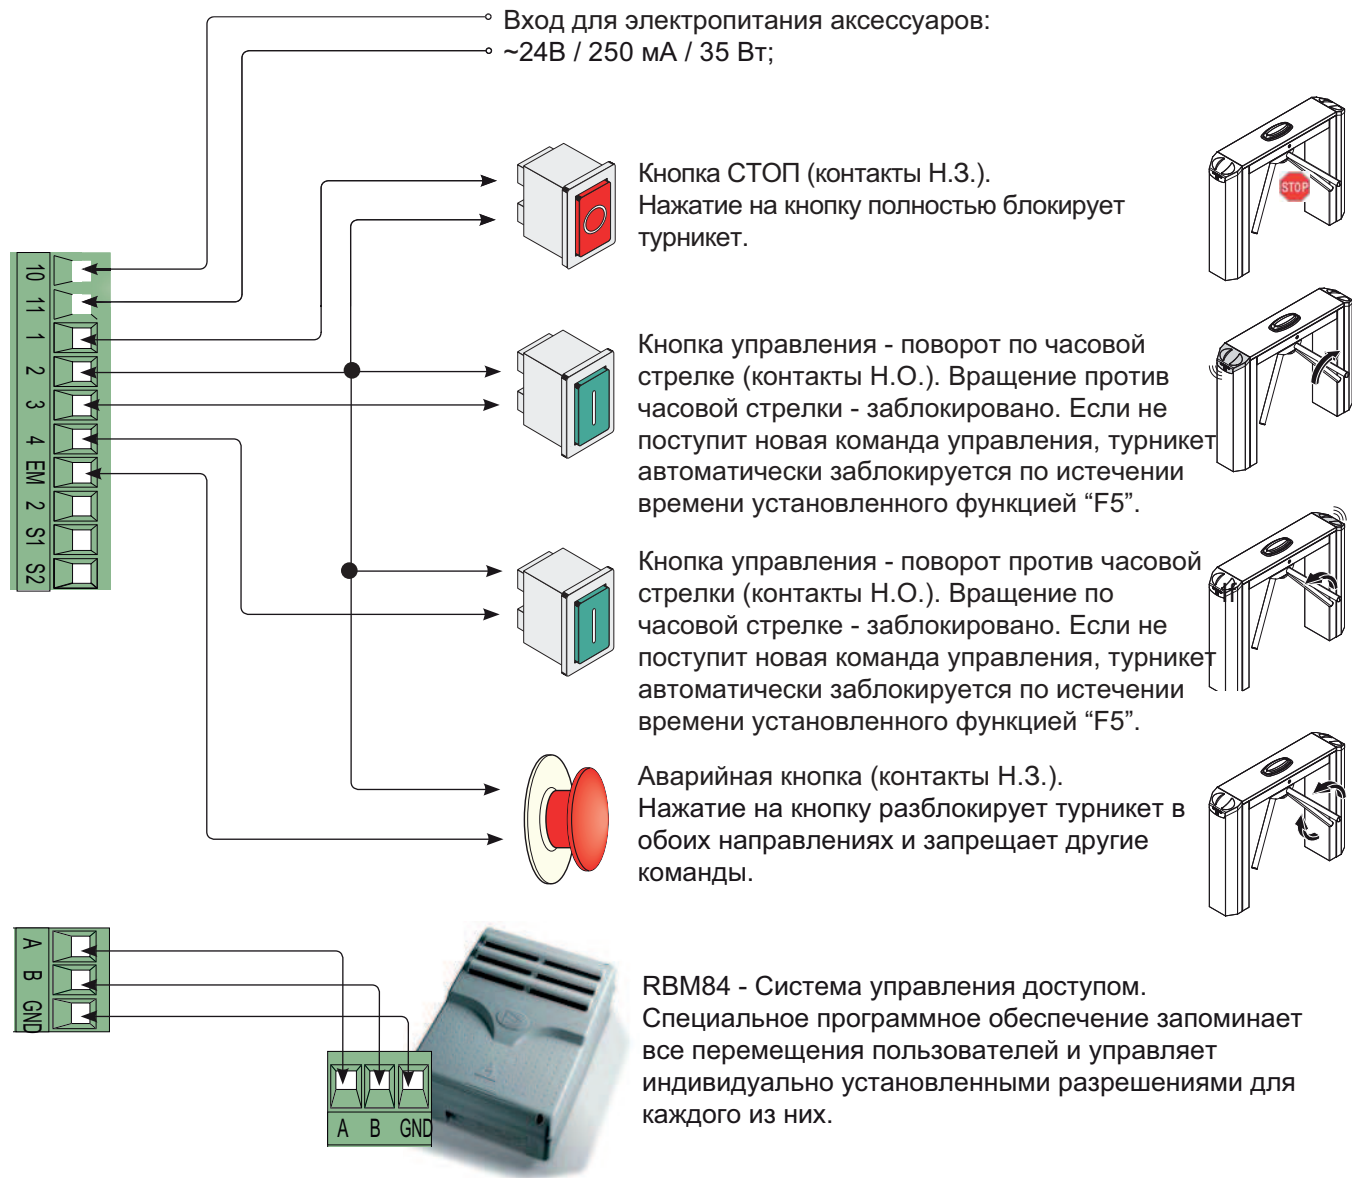 Вход для электропитания аксессуаров:
~24В / 250 мА / 35 Вт;
Кнопка СТОП (контакты Н.З.).
Нажатие на кнопку полностью блокирует
турникет.
STOP
10
11
1
2
3
4
EM
2
S1
S2
Кнопка управления - поворот по часовой
стрелке (контакты Н.О.). Вращение против
часовой стрелки - заблокировано. Если не
поступит новая команда управления, турникет
автоматически заблокируется по истечении
времени установленного функцией “F5”.
Кнопка управления - поворот против часовой
стрелки (контакты Н.О.). Вращение по
часовой стрелке - заблокировано. Если не
поступит новая команда управления, турникет
автоматически заблокируется по истечении
времени установленного функцией “F5”.
Аварийная кнопка (контакты Н.З.).
Нажатие на кнопку разблокирует турникет в
обоих направлениях и запрещает другие
команды.
A
B
GND
A B GND
RBM84 - Система управления доступом.
Специальное программное обеспечение запоминает
все перемещения пользователей и управляет
индивидуально установленными разрешениями для
каждого из них.